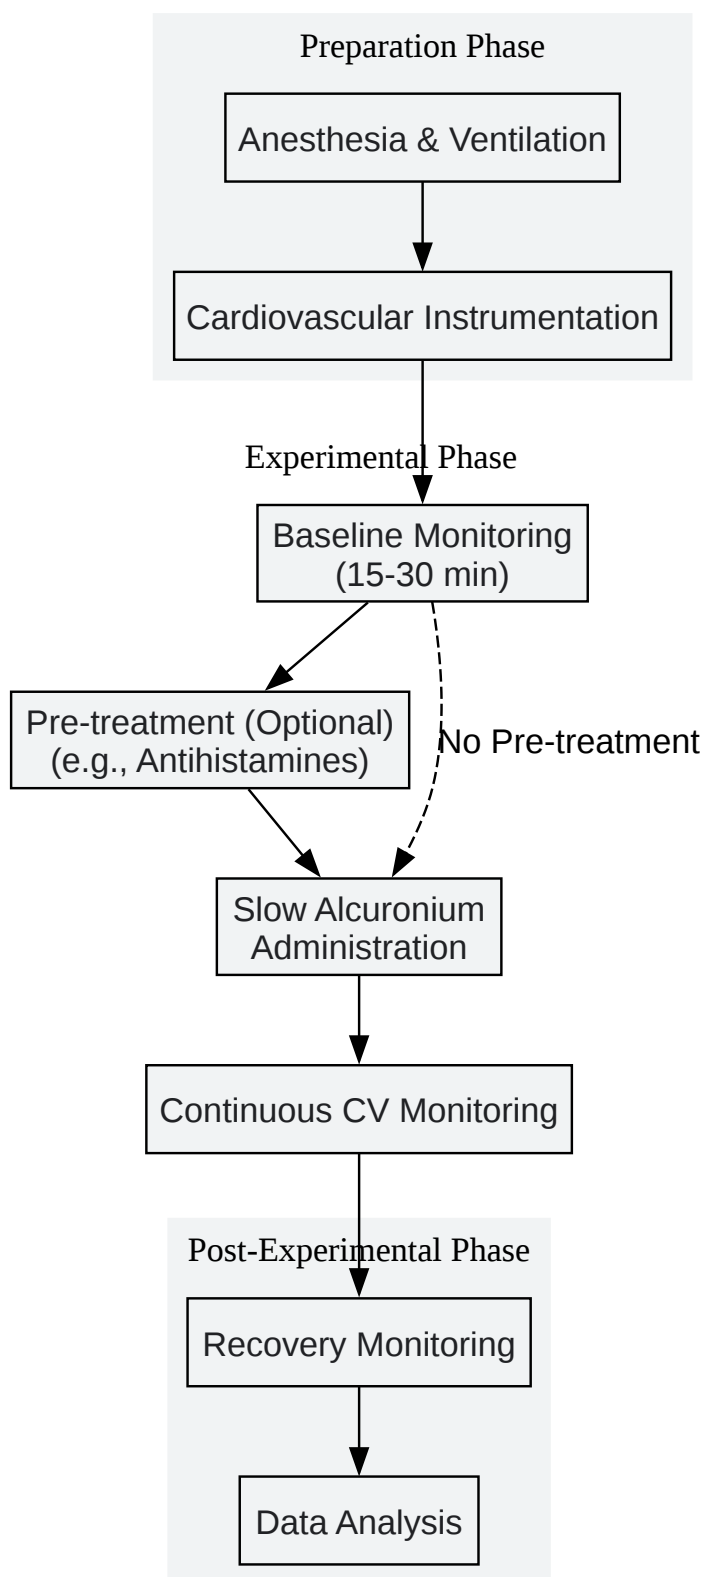 Preparation Phase
Anesthesia & Ventilation
Cardiovascular Instrumentation
Experimental Phase
Baseline Monitoring
(15-30 min)
Pre-treatment (Optional)
(e.g., Antihistamines)
No Pre-treatment
Slow Alcuronium
Administration
Continuous CV Monitoring
Post-Experimental Phase
Recovery Monitoring
Data Analysis